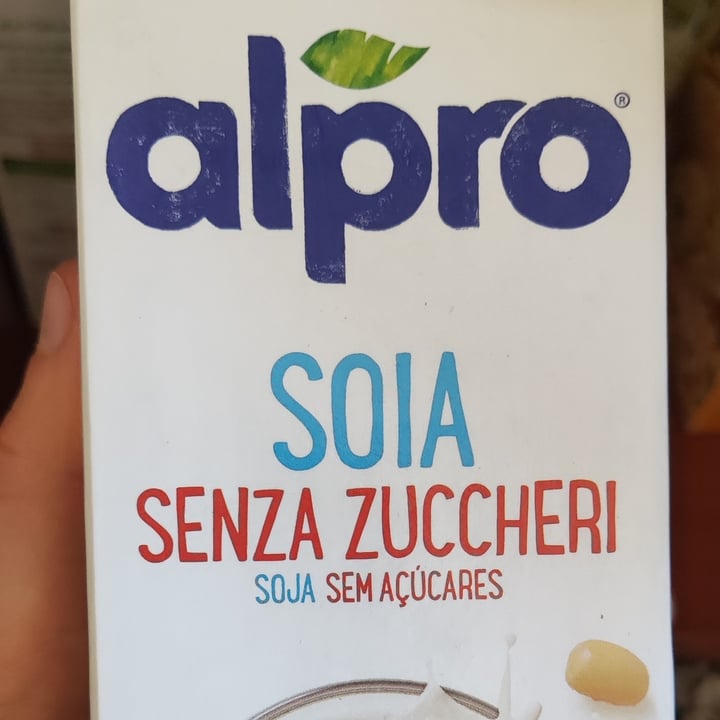 alpro®
SOIA
SENZA ZUCCHERI
SOJA SEM AÇÚCARES